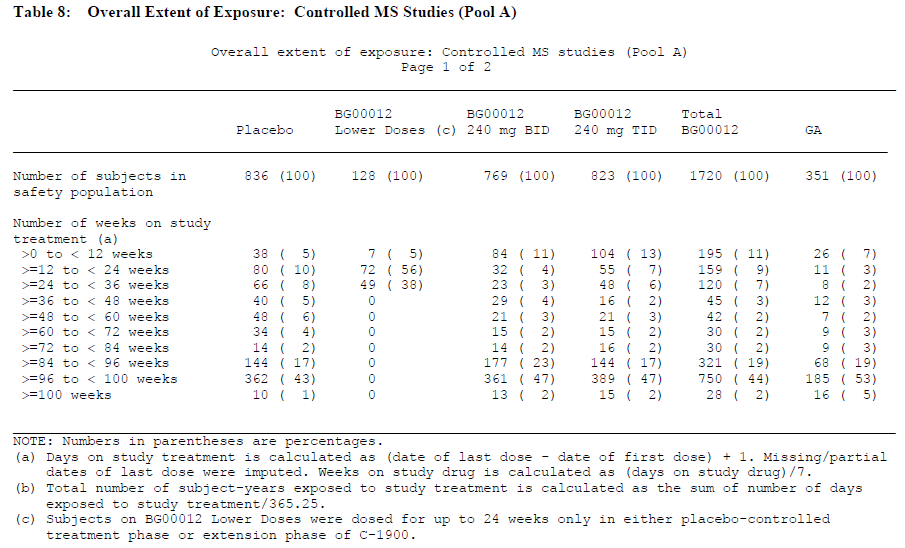 Table 8: Overall Extent of Exposure: Controlled MS Studies (Pool A)
Overall extent of exposure: Controlled MS studies (Pool A)
Page 1 of 2
BG00012 BG00012 BG00012 Total
Placebo Lower Doses (c) 240 mg BID 240 mg TID BG00012 GA
Number of subjects in 836 (100) 128 (100) 769 (100) 823 (100) 1720 (100) 351 (100)
safety population
Number of weeks on study
treatment (a)
>0 to < 12 weeks 38 ( 5) 7 ( 5) 84 ( 11) 104 ( 13) 195 ( 11) 26 ( 7)
>=12 to < 24 weeks 80 ( 10) 72 ( 56) 32 ( 4) 55 ( 7) 159 ( 9) 11 ( 3)
>=24 to < 36 weeks 66 ( 8) 49 ( 38) 23 ( 3) 48 ( 6) 120 ( 7) 8 ( 2)
>=36 to < 48 weeks 40 ( 5) 0 29 ( 4) 16 ( 2) 45 ( 3) 12 ( 3)
>=48 to < 60 weeks 48 ( 6) 0 21 ( 3) 21 ( 3) 42 ( 2) 7 ( 2)
>=60 to < 72 weeks 34 ( 4) 0 15 ( 2) 15 ( 2) 30 ( 2) 9 ( 3)
>=72 to < 84 weeks 14 ( 2) 0 14 ( 2) 16 ( 2) 30 ( 2) 9 ( 3)
>=84 to < 96 weeks 144 ( 17) 0 177 ( 23) 144 ( 17) 321 ( 19) 68 ( 19)
>=96 to < 100 weeks 362 ( 43) 0 361 ( 47) 389 ( 47) 750 ( 44) 185 ( 53)
>=100 weeks 10 ( 1) 0 13 ( 2) 15 ( 2) 28 ( 2) 16 ( 5)
NOTE: Numbers in parentheses are percentages.
(a) Days on study treatment is calculated as (date of last dose - date of first dose) + 1. Missing/partial
dates of last dose were imputed. Weeks on study drug is calculated as (days on study drug)/7.
(b) Total number of subject-years exposed to study treatment is calculated as the sum of number of days
exposed to study treatment/365.25.
(c) Subjects on BG00012 Lower Doses were dosed for up to 24 weeks only in either placebo-controlled
treatment phase or extension phase of C-1900.